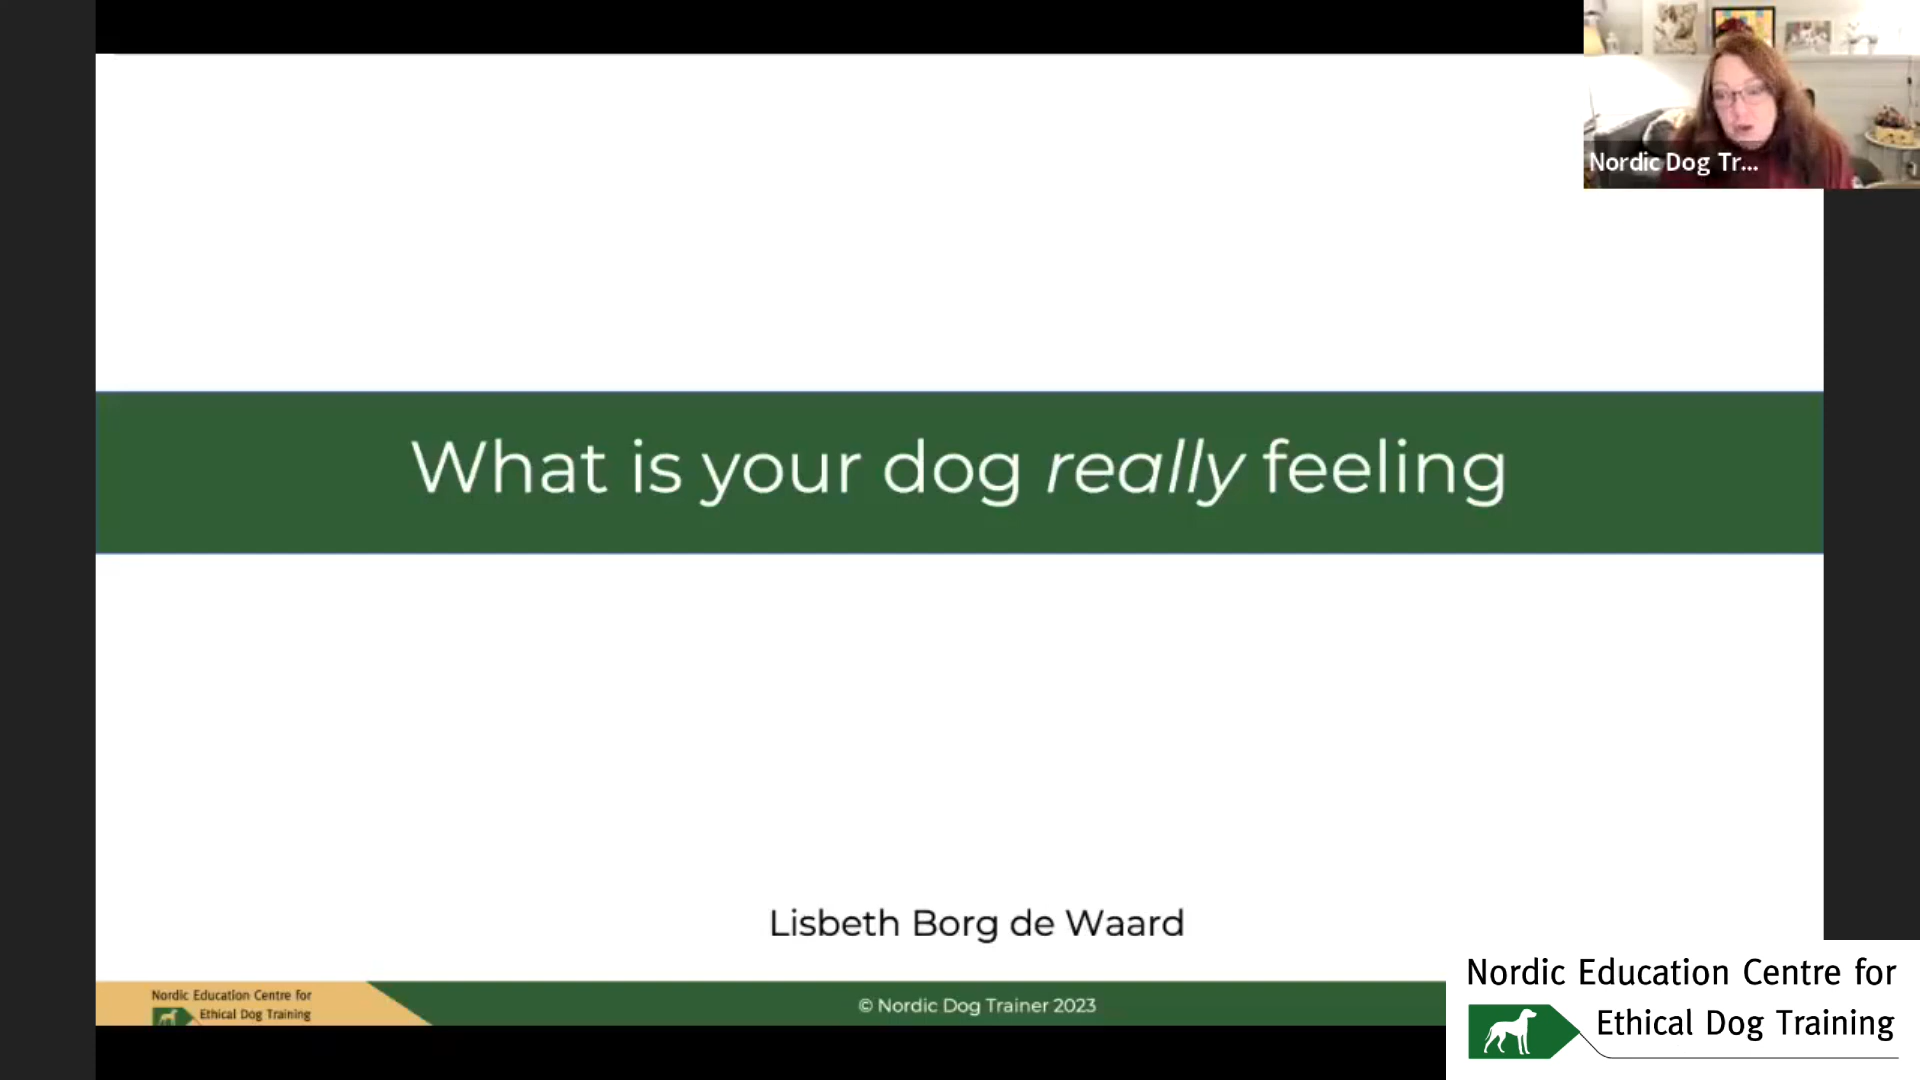 Nordic Dog Tr...
What is your dog really feeling
Lisbeth Borg de Waard
Nordic Education Centre for
Ethical Dog Training
© Nordic Dog Trainer 2023
Nordic Education Centre for
Ethical Dog Training